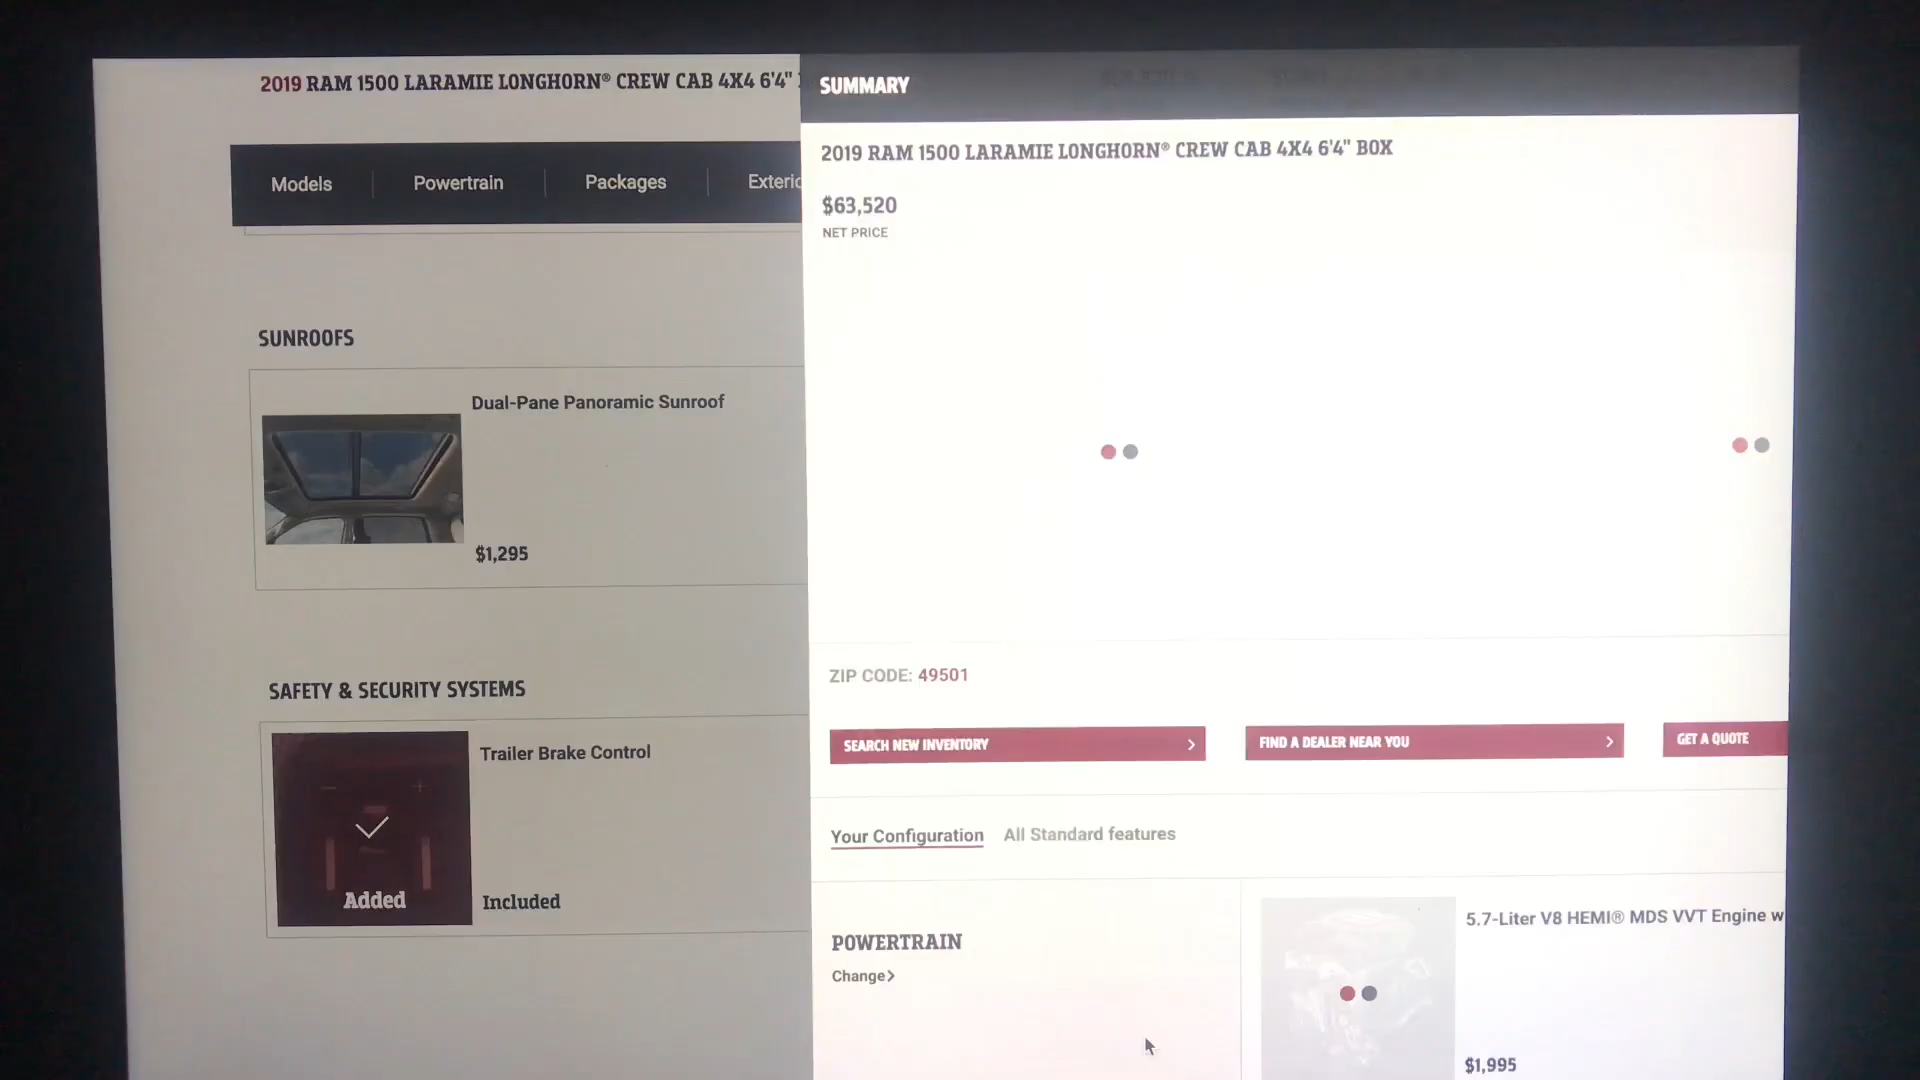 2019 RAM 1500 LARAMIE LONGHORN® CREW CAB 4X4 6'4"
Models
Powertrain
Packages
Exterio
SUNROOFS
Dual-Pane Panoramic Sunroof
$1,295
SAFETY & SECURITY SYSTEMS
Trailer Brake Control
Added
Included
SUMMARY
2019 RAM 1500 LARAMIE LONGHORN® CREW CAB 4X4 6'4" BOX
$63,520
NET PRICE
ZIP CODE: 49501
SEARCH NEW INVENTORY
FIND A DEALER NEAR YOU
GET A QUOTE
Your Configuration
All Standard features
POWERTRAIN
Change>
5.7-Liter V8 HEMI® MDS VVT Engine w
$1,995